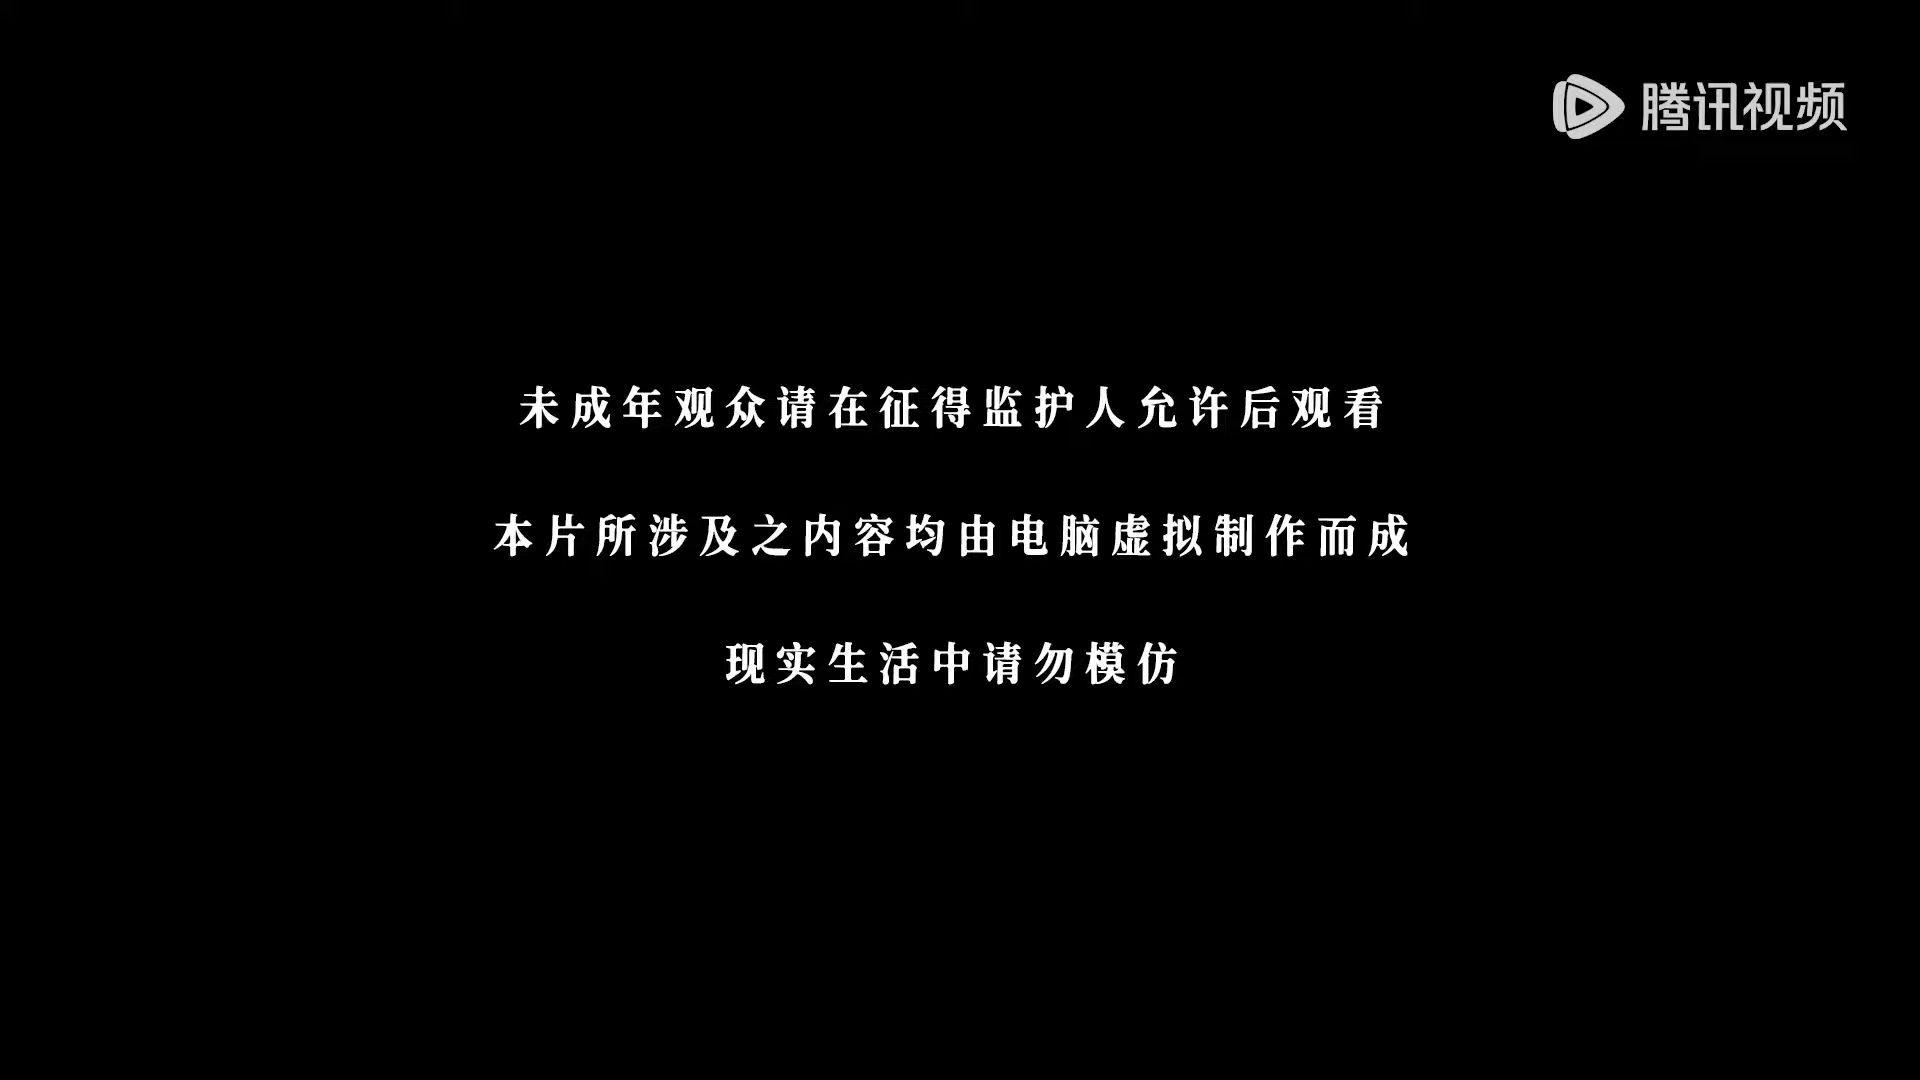 腾讯视频
未成年观众请在征得监护人允许后观看
本片所涉及之内容均由电脑虚拟制作而成
现实生活中请勿模仿